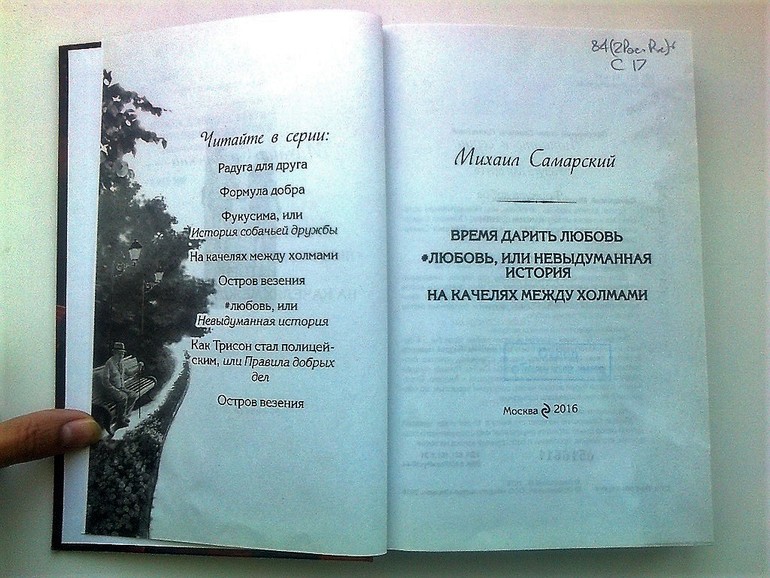 Читайте в серии:
Радуга для друга
Формула добра
Фукусима, или
История собачьей дружбы
На качелях между холмами
Остров везения
#любовь, или
Невыдуманная история
Как Трисон стал полицей-
ским, или Правила добрых
дел
Остров везения
84(2Рос=Рус)6
С 17
Михаил Самарский
ВРЕМЯ ДАРИТЬ ЛЮБОВЬ
#ЛЮБОВЬ, ИЛИ НЕВЫДУМАННАЯ
ИСТОРИЯ
НА КАЧЕЛЯХ МЕЖДУ ХОЛМАМИ
Москва 2016